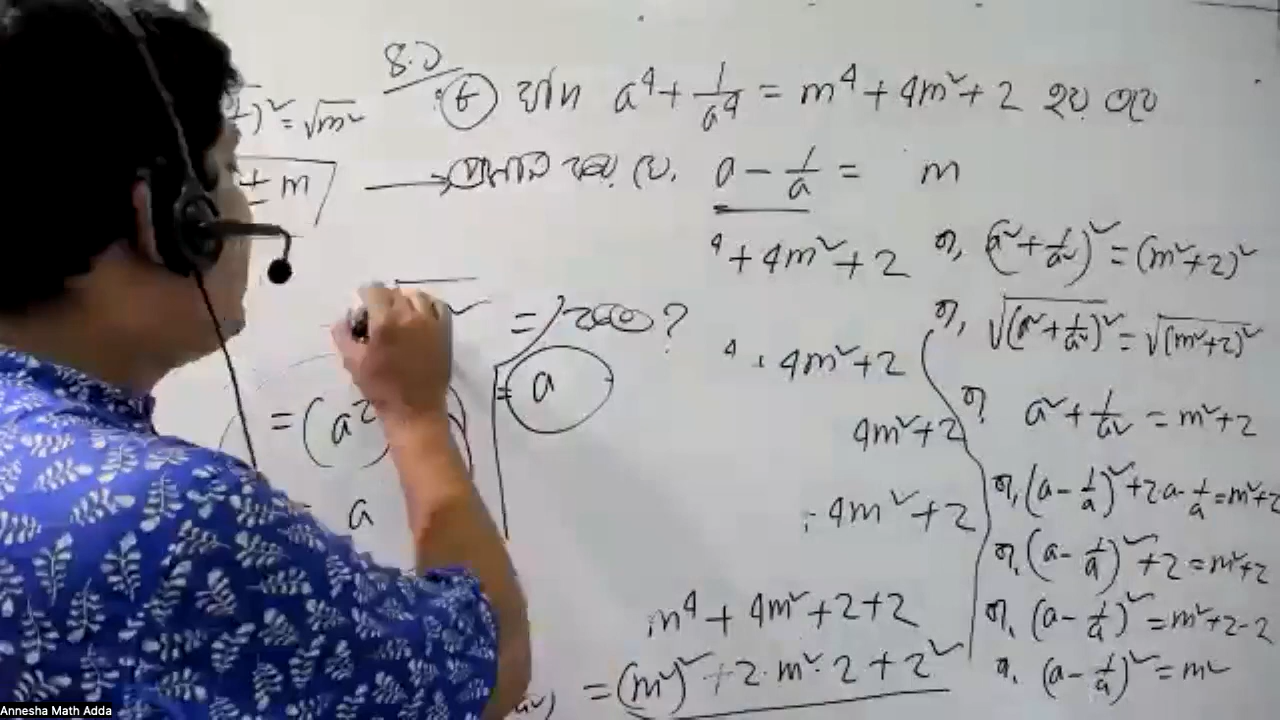 8.0
৮ যদি a⁴ + 1/a⁴ = m⁴ + 4m² + 2 হয় তবে
)² = √m²
± m
→ প্রমাণ কর যে, a - 1/a = m
⁴ + 4m² + 2
বা, (a² + 1/a²)² = (m² + 2)²
= ?
⁴ + 4m² + 2
বা, √(a² + 1/a²)² = √(m² + 2)²
= (a²
= a
4m² + 2
বা, a² + 1/a² = m² + 2
a
+ 4m² + 2
বা, (a - 1/a)² + 2a·1/a = m² + 2
বা, (a - 1/a)² + 2 = m² + 2
m⁴ + 4m² + 2 + 2
বা, (a - 1/a)² = m² + 2 - 2
= (m²)² + 2·m²·2 + 2²
বা, (a - 1/a)² = m²
Annesha Math Adda